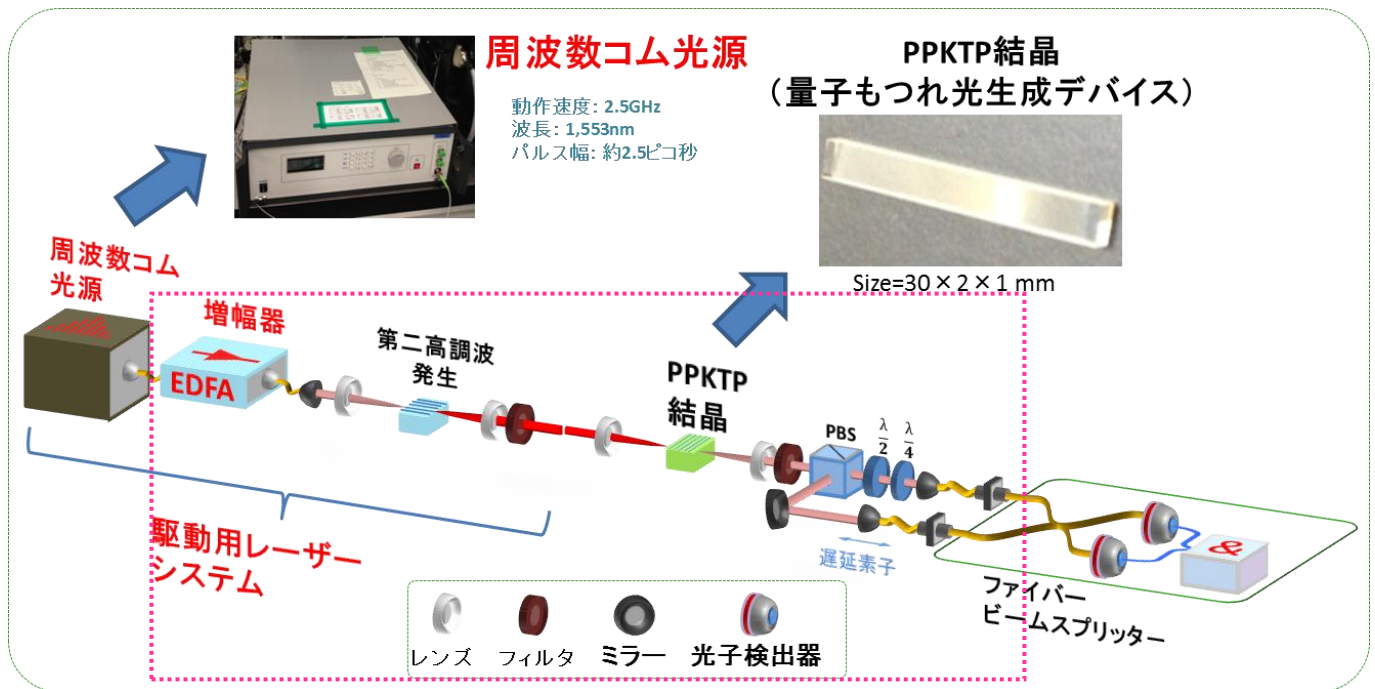 周波数コム光源
動作速度: 2.5GHz
波長: 1,553nm
パルス幅: 約2.5ピコ秒
PPKTP結晶
（量子もつれ光生成デバイス）
Size=30×2×1 mm
周波数コム
光源
増幅器
EDFA
第二高調波
発生
PPKTP
結晶
PBS
λ/2
λ/4
遅延素子
&
ファイバー
ビームスプリッター
駆動用レーザー
システム
レンズ
フィルタ
ミラー
光子検出器